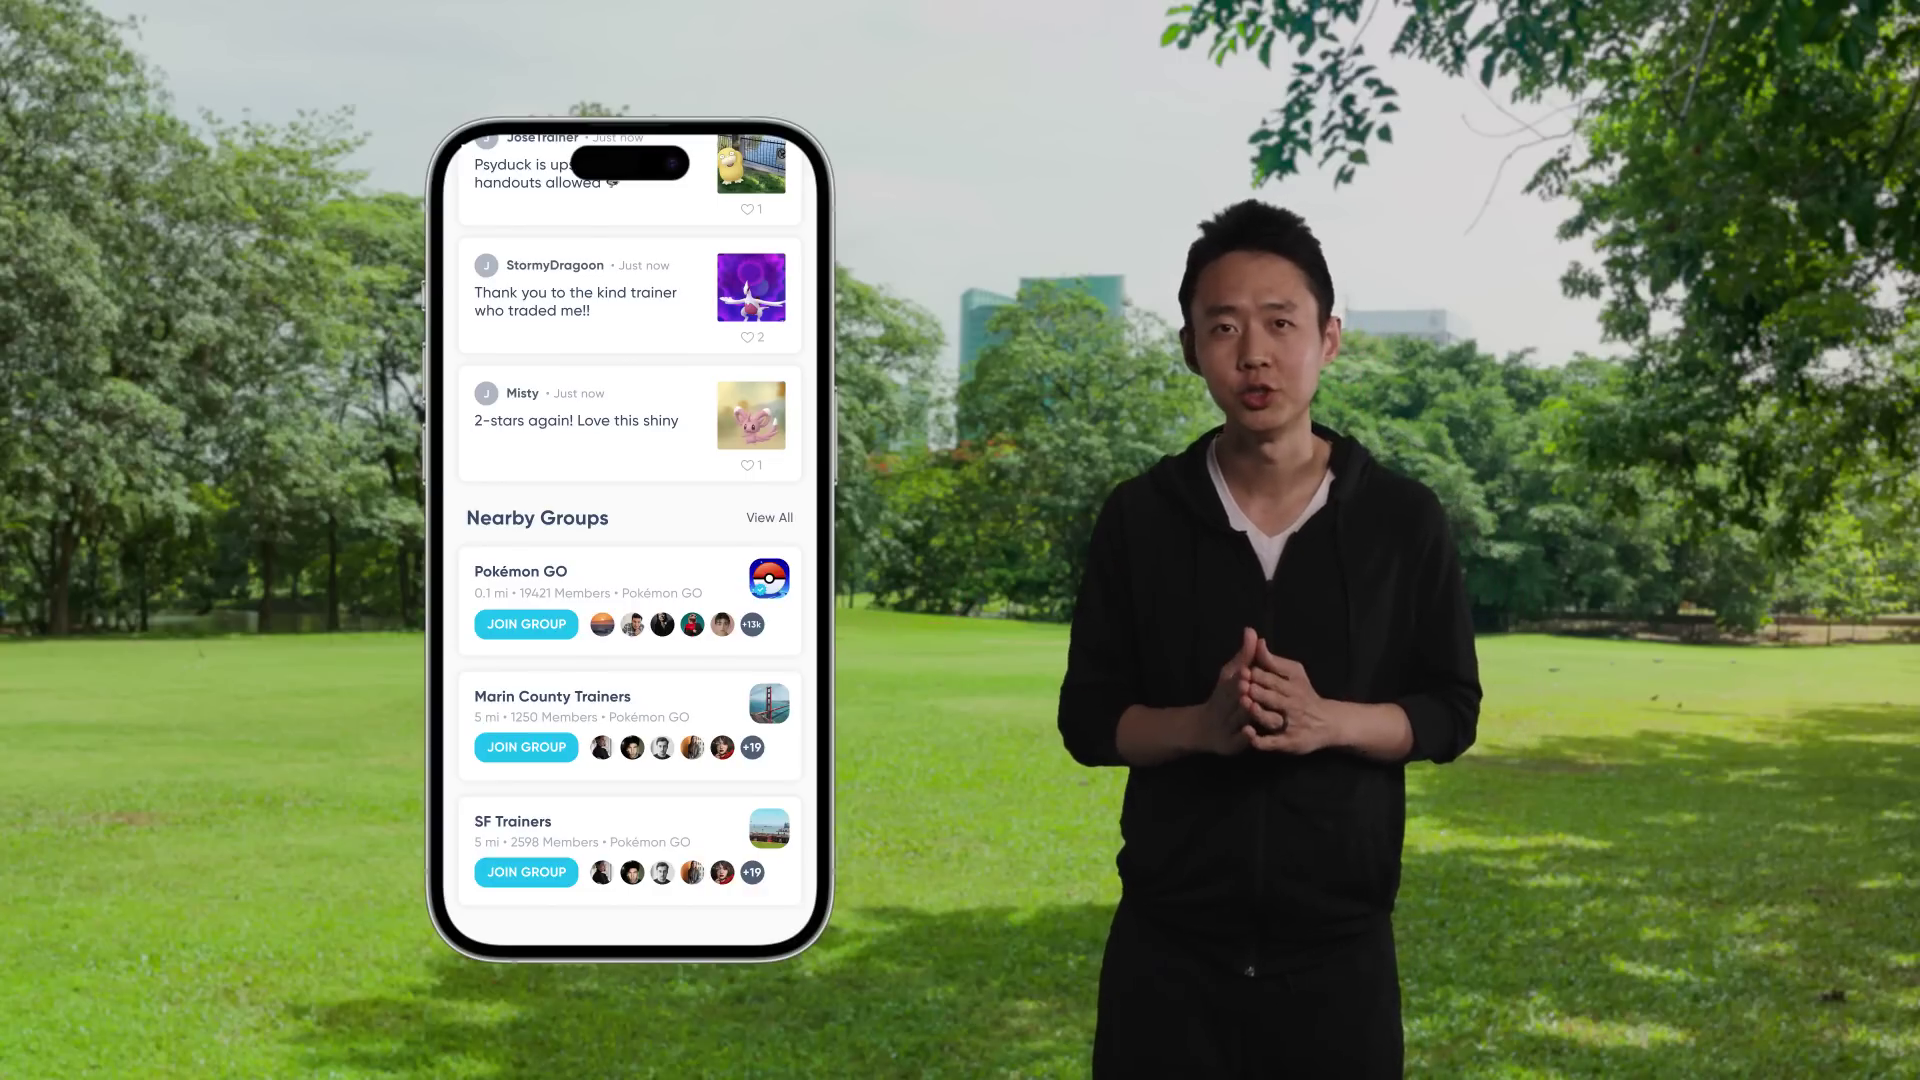 JoseTrainer • Just now
Psyduck is ups
handouts allowed
1
J StormyDragoon • Just now
Thank you to the kind trainer
who traded me!!
2
J Misty • Just now
2-stars again! Love this shiny
1
Nearby Groups View All
Pokémon GO
0.1 mi • 19421 Members • Pokémon GO
JOIN GROUP +13k
Marin County Trainers
5 mi • 1250 Members • Pokémon GO
JOIN GROUP +19
SF Trainers
5 mi • 2598 Members • Pokémon GO
JOIN GROUP +19